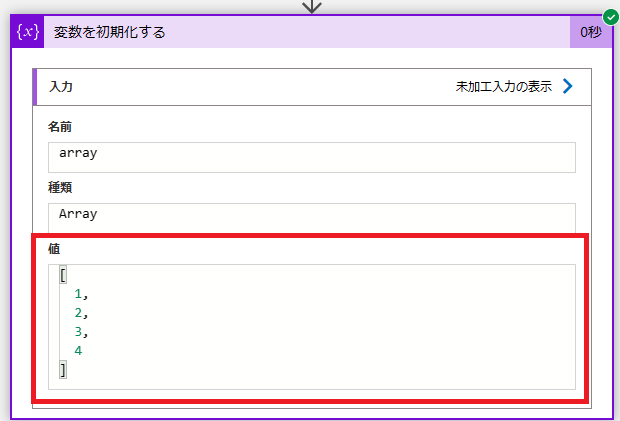 {x} 変数を初期化する 0秒
入力 未加工入力の表示
名前
array
種類
Array
値
[
1,
2,
3,
4
]